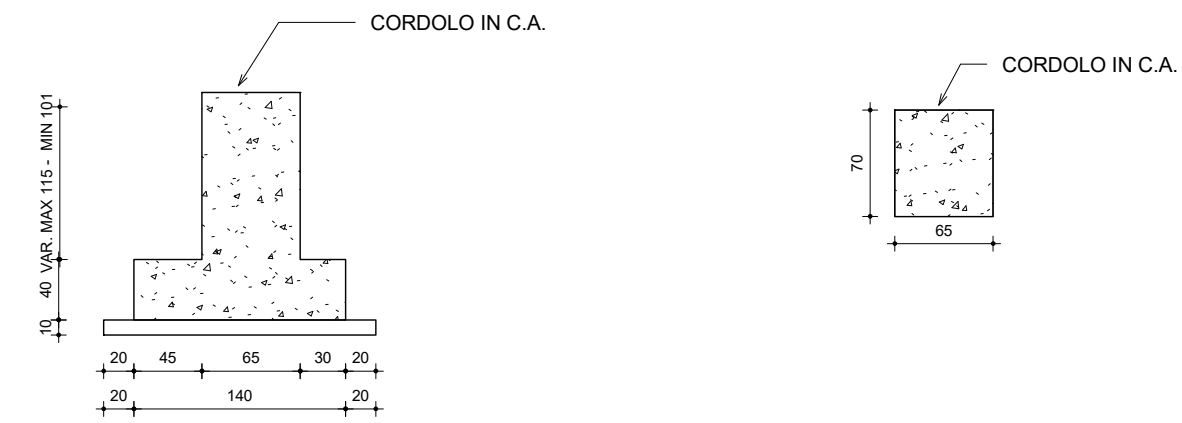 CORDOLO IN C.A.
CORDOLO IN C.A.
10 40 VAR. MAX 115 - MIN 101
70
65
20 45 65 30 20
20 140 20